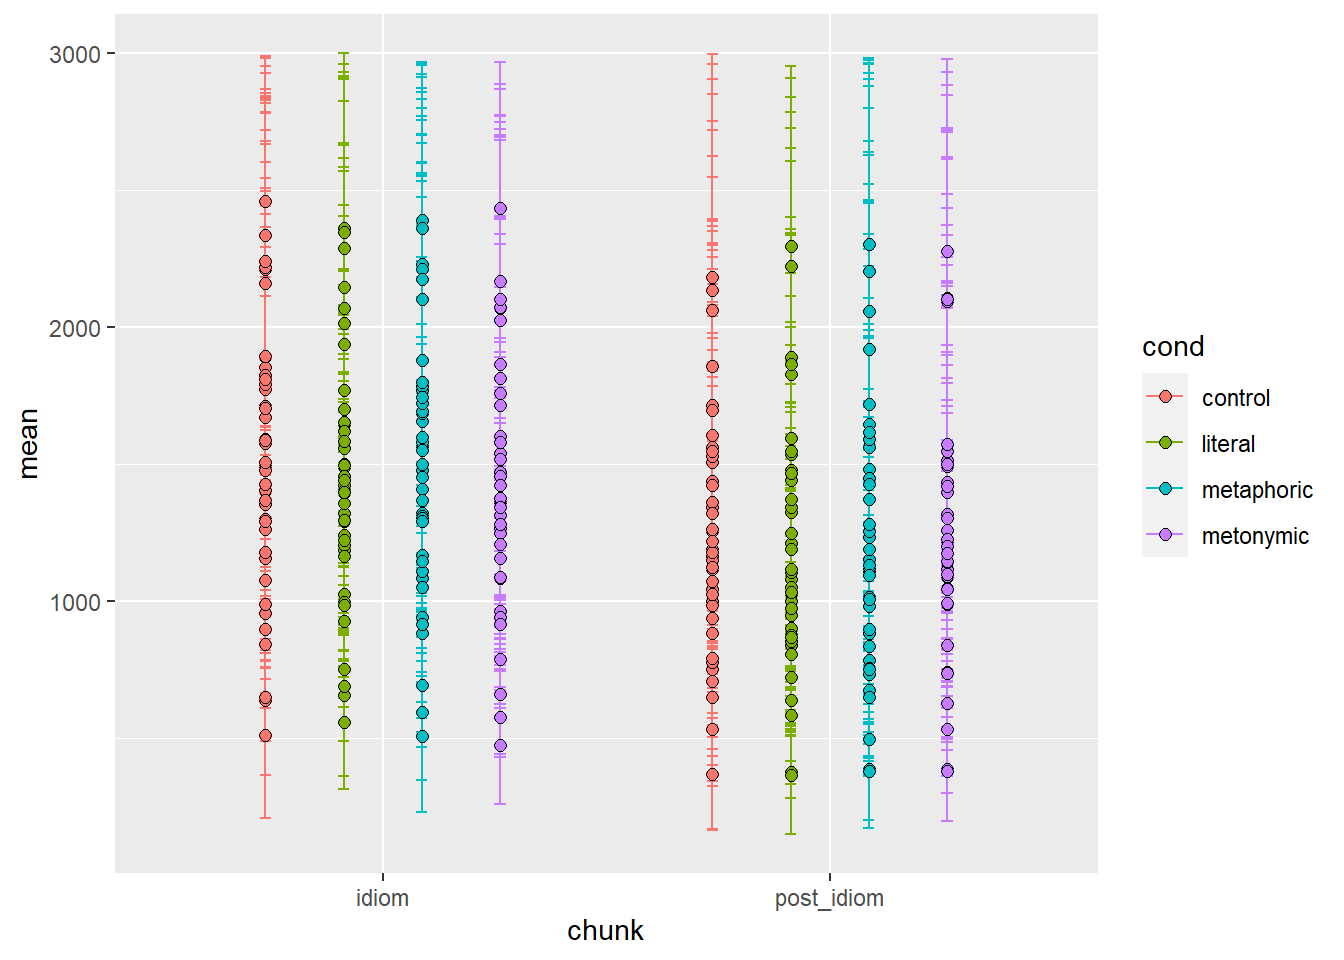 3000
2000
1000
mean
idiom
post_idiom
chunk
cond
control
literal
metaphoric
metonymic